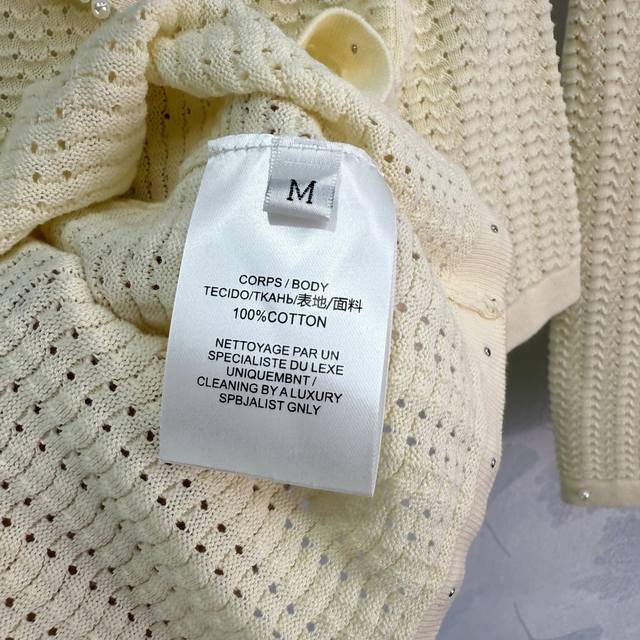 M
CORPS / BODY
TECIDO/ТКАНЬ/表地/面料
100%COTTON
NETTOYAGE PAR UN
SPECIALISTE DU LEXE
UNIQUEMBNT /
CLEANING BY A LUXURY
SPBJALIST GNLY